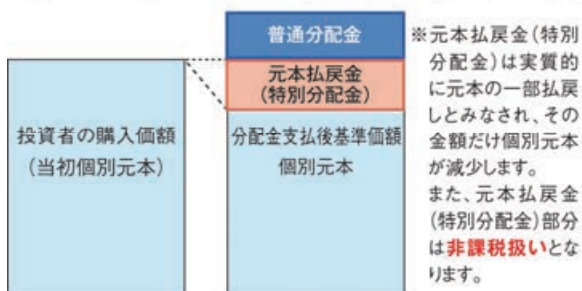 投資者の購入価額
(当初個別元本)
普通分配金
元本払戻金
(特別分配金)
分配金支払後基準価額
個別元本
※元本払戻金(特別
分配金)は実質的
に元本の一部払戻
しとみなされ、その
金額だけ個別元本
が減少します。
また、元本払戻金
(特別分配金)部分
は非課税扱いとな
ります。